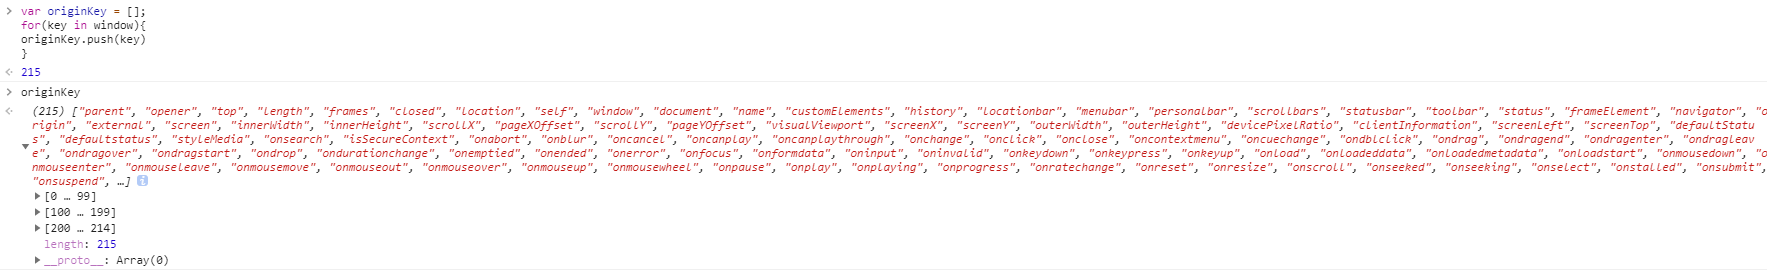 > var originKey = [];
for(key in window){
originKey.push(key)
}
215
> originKey
(215) ["parent", "opener", "top", "length", "frames", "closed", "location", "self", "window", "document", "name", "customElements", "history", "locationbar", "menubar", "personalbar", "scrollbars", "statusbar", "toolbar", "status", "frameElement", "navigator", "o
rigin", "external", "screen", "innerWidth", "innerHeight", "scrollX", "pageXOffset", "scrollY", "pageYOffset", "visualViewport", "screenX", "screenY", "outerWidth", "outerHeight", "devicePixelRatio", "clientInformation", "screenLeft", "screenTop", "defaultStatu
s", "defaultstatus", "styleMedia", "onsearch", "isSecureContext", "onabort", "onblur", "oncancel", "oncanplay", "oncanplaythrough", "onchange", "onclick", "onclose", "oncontextmenu", "oncuechange", "ondblclick", "ondrag", "ondragend", "ondragenter", "ondragleav
e", "ondragover", "ondragstart", "ondrop", "ondurationchange", "onemptied", "onended", "onerror", "onfocus", "onformdata", "oninput", "oninvalid", "onkeydown", "onkeypress", "onkeyup", "onload", "onloadeddata", "onloadedmetadata", "onloadstart", "onmousedown", "o
nmouseenter", "onmouseleave", "onmousemove", "onmouseout", "onmouseover", "onmouseup", "onmousewheel", "onpause", "onplay", "onplaying", "onprogress", "onratechange", "onreset", "onresize", "onscroll", "onseeked", "onseeking", "onselect", "onstalled", "onsubmit",
"onsuspend", …]
[0 … 99]
[100 … 199]
[200 … 214]
length: 215
__proto__: Array(0)